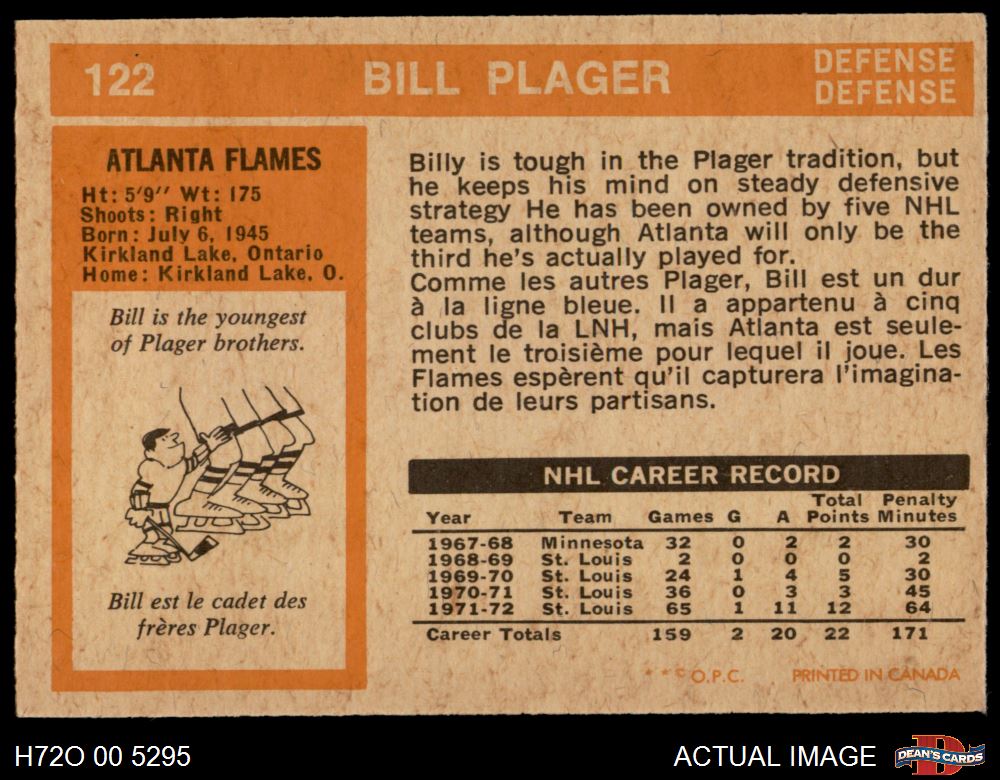 122 BILL PLAGER DEFENSE
DEFENSE
ATLANTA FLAMES
Ht: 5'9'' Wt: 175
Shoots: Right
Born: July 6, 1945
Kirkland Lake, Ontario
Home: Kirkland Lake, O.
Bill is the youngest
of Plager brothers.
Bill est le cadet des
frères Plager.
Billy is tough in the Plager tradition, but
he keeps his mind on steady defensive
strategy He has been owned by five NHL
teams, although Atlanta will only be the
third he's actually played for.
Comme les autres Plager, Bill est un dur
à la ligne bleue. Il a appartenu à cinq
clubs de la LNH, mais Atlanta est seule-
ment le troisième pour lequel il joue. Les
Flames espèrent qu'il capturera l'imagina-
tion de leurs partisans.
NHL CAREER RECORD
Total Penalty
Year Team Games G A Points Minutes
1967-68 Minnesota 32 0 2 2 30
1968-69 St. Louis 2 0 0 0 2
1969-70 St. Louis 24 1 4 5 30
1970-71 St. Louis 36 0 3 3 45
1971-72 St. Louis 65 1 11 12 64
Career Totals 159 2 20 22 171
* * © O.P.C. PRINTED IN CANADA
H72O 00 5295 ACTUAL IMAGE DEAN'S CARDS